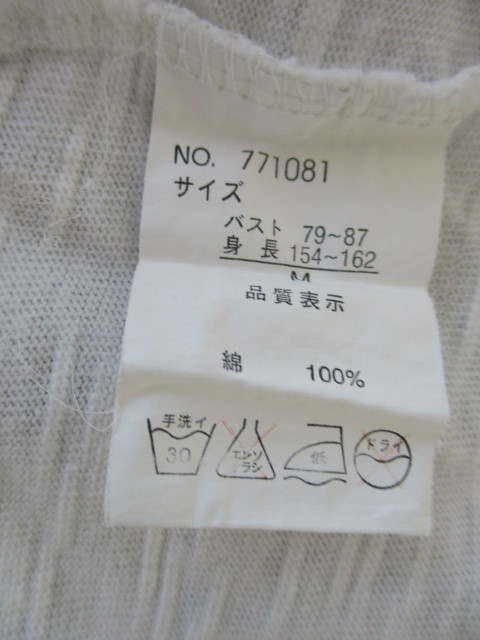 NO. 771081
サイズ
バスト 79~87
身長 154~162
M
品質表示
綿 100%
手洗イ
30
エンソ
サラシ
低
ドライ